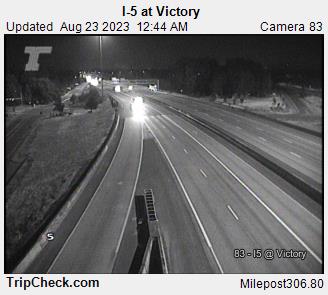 I-5 at Victory
Updated Aug 23 2023 12:44 AM Camera 83
T
S
83 - I5 @ Victory
TripCheck.com Milepost306.80